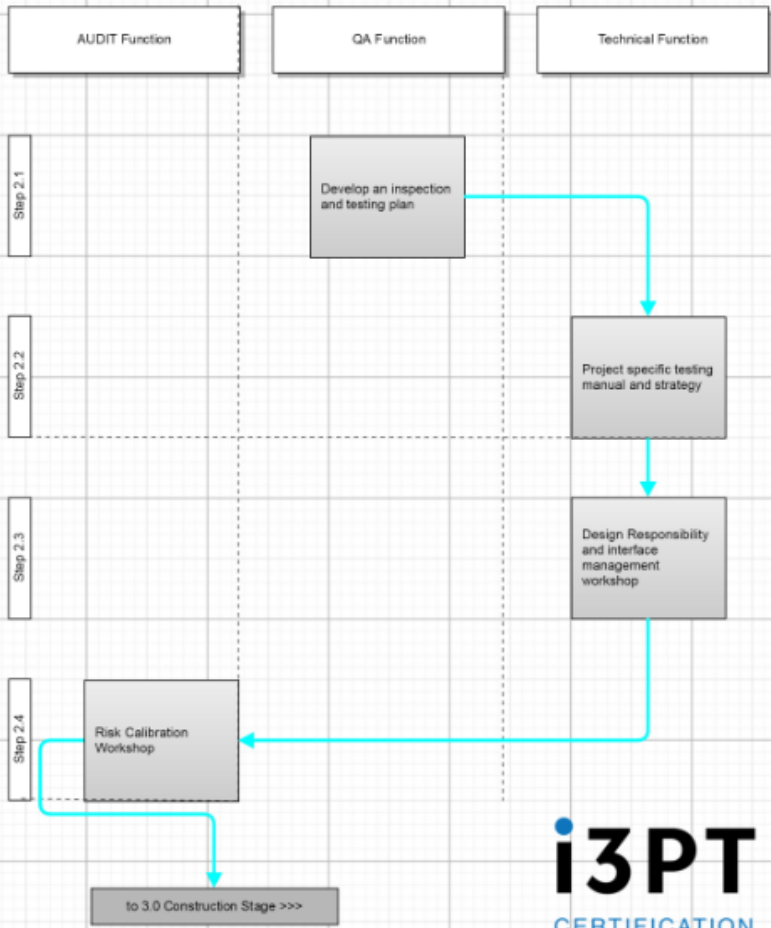 AUDIT Function
QA Function
Technical Function
Step 2.1
Develop an inspection
and testing plan
Step 2.2
Project specific testing
manual and strategy
Step 2.3
Design Responsibility
and interface
management
workshop
Step 2.4
Risk Calibration
Workshop
to 3.0 Construction Stage >>>
i3PT
CERTIFICATION